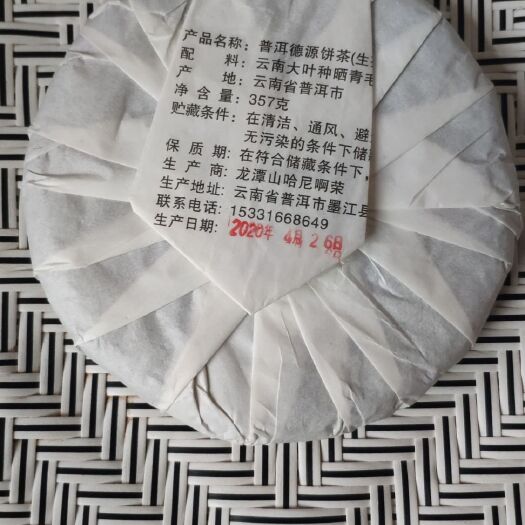 产品名称：普洱德源饼茶(生
配 料：云南大叶种晒青毛
产 地：云南省普洱市
净 含 量：357克
贮藏条件：在清洁、通风、避
无污染的条件下储
保 质 期：在符合储藏条件下
生 产 商：龙潭山哈尼啊荣
生产地址：云南省普洱市墨江县
联系电话：15331668649
生产日期：2020年 4月 2 6日